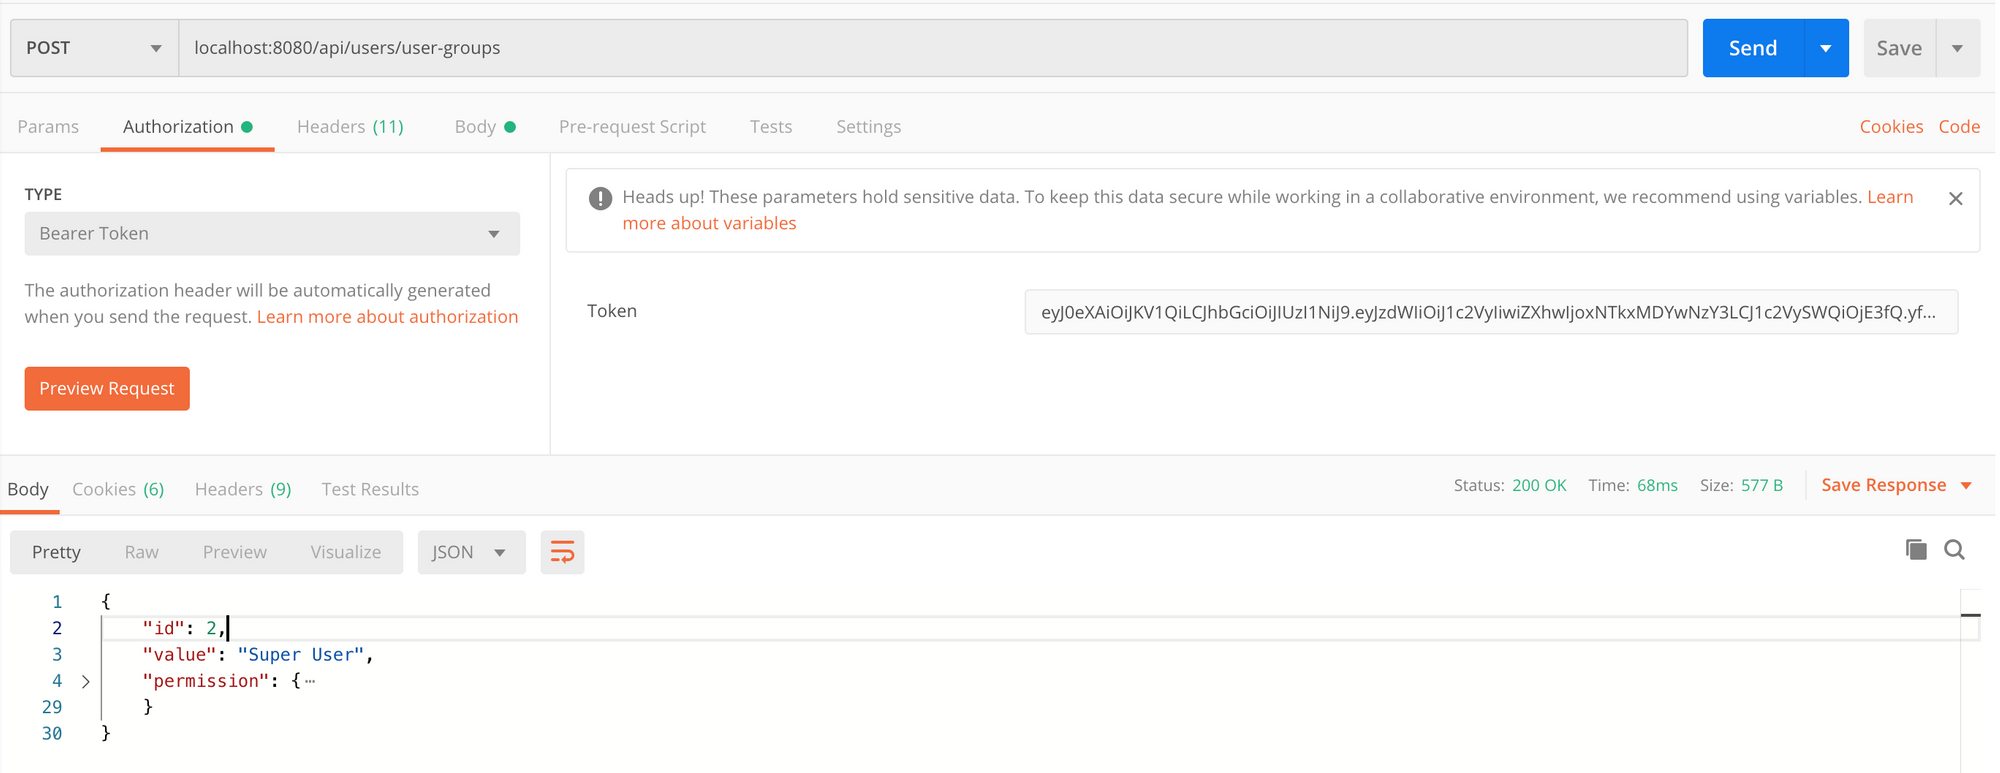 POST localhost:8080/api/users/user-groups Send Save
Params Authorization Headers (11) Body Pre-request Script Tests Settings Cookies Code
TYPE
Bearer Token
The authorization header will be automatically generated
when you send the request. Learn more about authorization
Preview Request
Heads up! These parameters hold sensitive data. To keep this data secure while working in a collaborative environment, we recommend using variables. Learn
more about variables
Token eyJ0eXAiOiJKV1QiLCJhbGciOiJIUzI1NiJ9.eyJzdWIiOiJ1c2VyIiwiZXhwIjoxNTkxMDYwNzY3LCJ1c2VySWQiOjE3fQ.yf...
Body Cookies (6) Headers (9) Test Results Status: 200 OK Time: 68ms Size: 577 B Save Response
Pretty Raw Preview Visualize JSON
1 {
2 "id": 2,
3 "value": "Super User",
4 "permission": {…
29 }
30 }